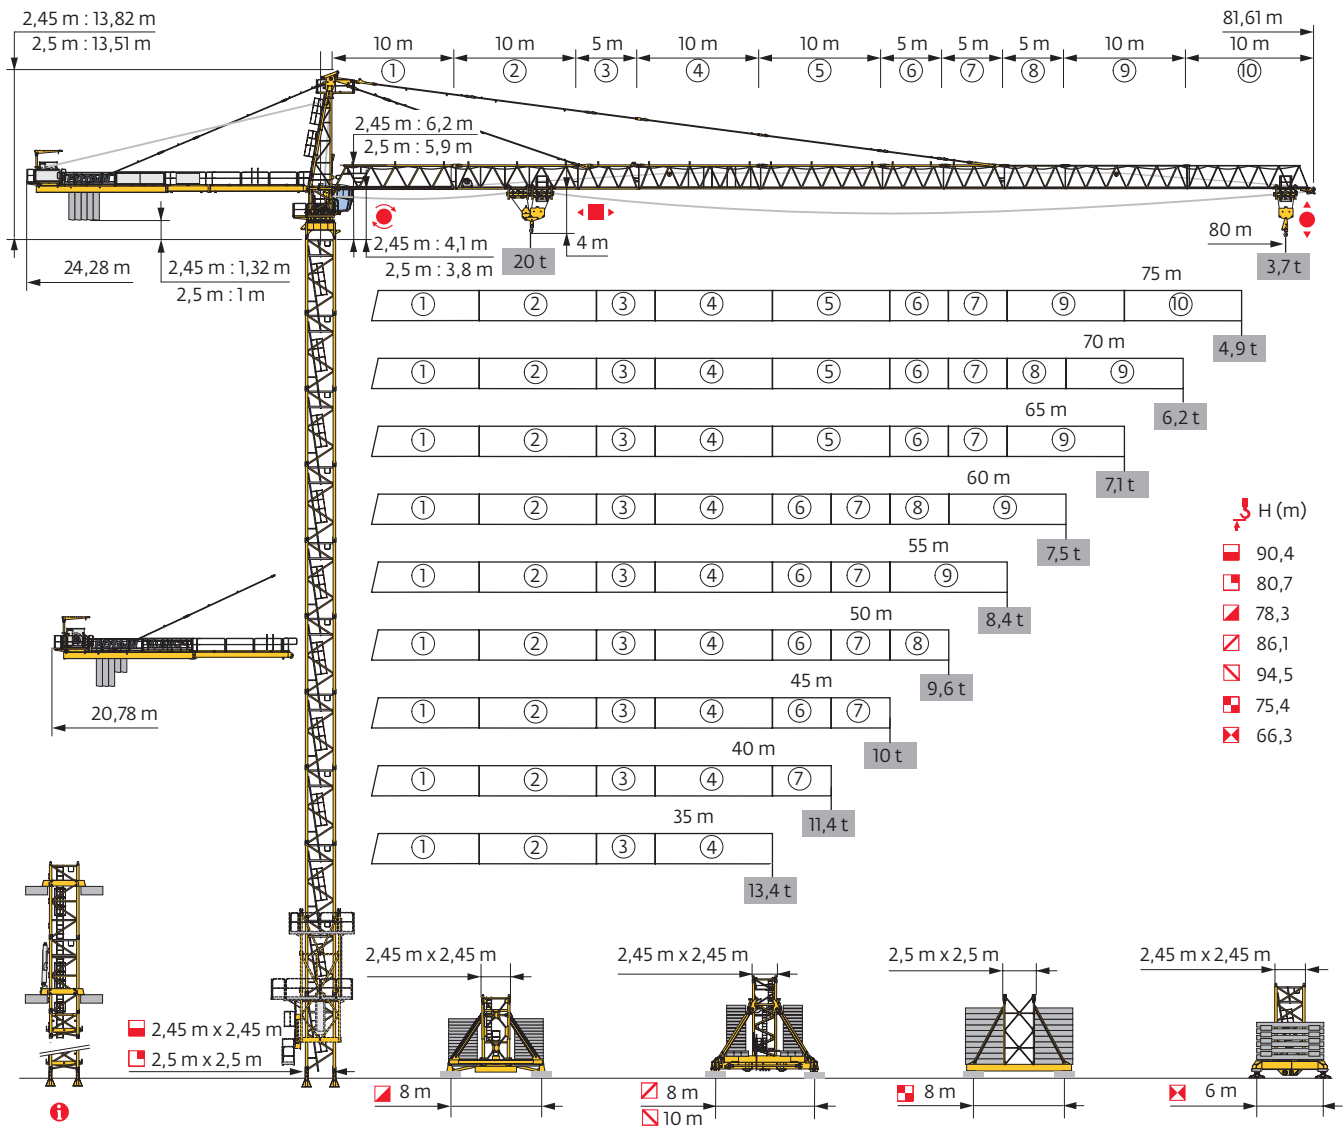 2,45 m : 13,82 m
2,5 m : 13,51 m
81,61 m
10 m 10 m 5 m 10 m 10 m 5 m 5 m 5 m 10 m 10 m
① ② ③ ④ ⑤ ⑥ ⑦ ⑧ ⑨ ⑩
2,45 m : 6,2 m
2,5 m : 5,9 m
2,45 m : 4,1 m
2,5 m : 3,8 m
4 m
80 m
20 t
3,7 t
24,28 m
2,45 m : 1,32 m
2,5 m : 1 m
75 m
① ② ③ ④ ⑤ ⑥ ⑦ ⑨ ⑩
4,9 t
70 m
① ② ③ ④ ⑤ ⑥ ⑦ ⑧ ⑨
6,2 t
65 m
① ② ③ ④ ⑤ ⑥ ⑦ ⑨
7,1 t
60 m
① ② ③ ④ ⑥ ⑦ ⑧ ⑨
7,5 t
55 m
① ② ③ ④ ⑥ ⑦ ⑨
8,4 t
50 m
① ② ③ ④ ⑥ ⑦ ⑧
9,6 t
45 m
① ② ③ ④ ⑥ ⑦
10 t
40 m
① ② ③ ④ ⑦
11,4 t
35 m
① ② ③ ④
13,4 t
H (m)
90,4
80,7
78,3
86,1
94,5
75,4
66,3
20,78 m
2,45 m x 2,45 m
2,5 m x 2,5 m
2,45 m x 2,45 m
8 m
2,45 m x 2,45 m
8 m
10 m
2,5 m x 2,5 m
8 m
2,45 m x 2,45 m
6 m
i